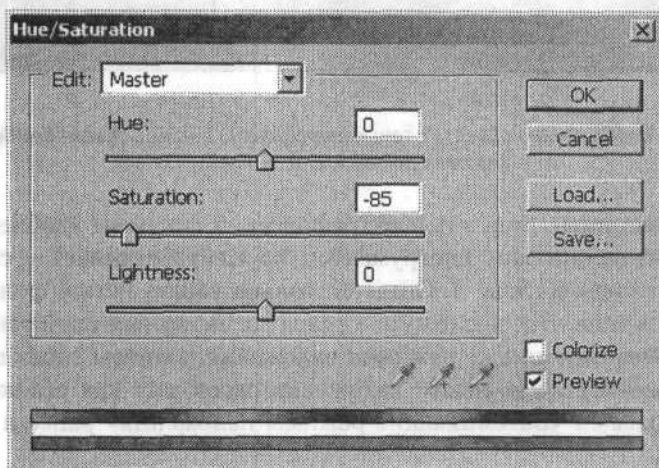 Hue/Saturation
Edit: Master
Hue: 0
Saturation: -85
Lightness: 0
OK
Cancel
Load...
Save...
Colorize
Preview